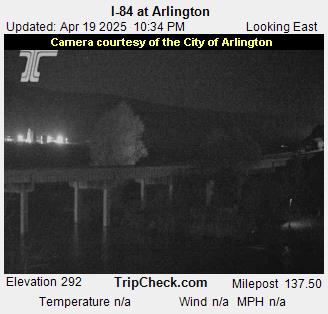 I-84 at Arlington
Updated: Apr 19 2025 10:34 PM Looking East
Camera courtesy of the City of Arlington
Elevation 292 TripCheck.com Milepost 137.50
Temperature n/a Wind n/a MPH n/a